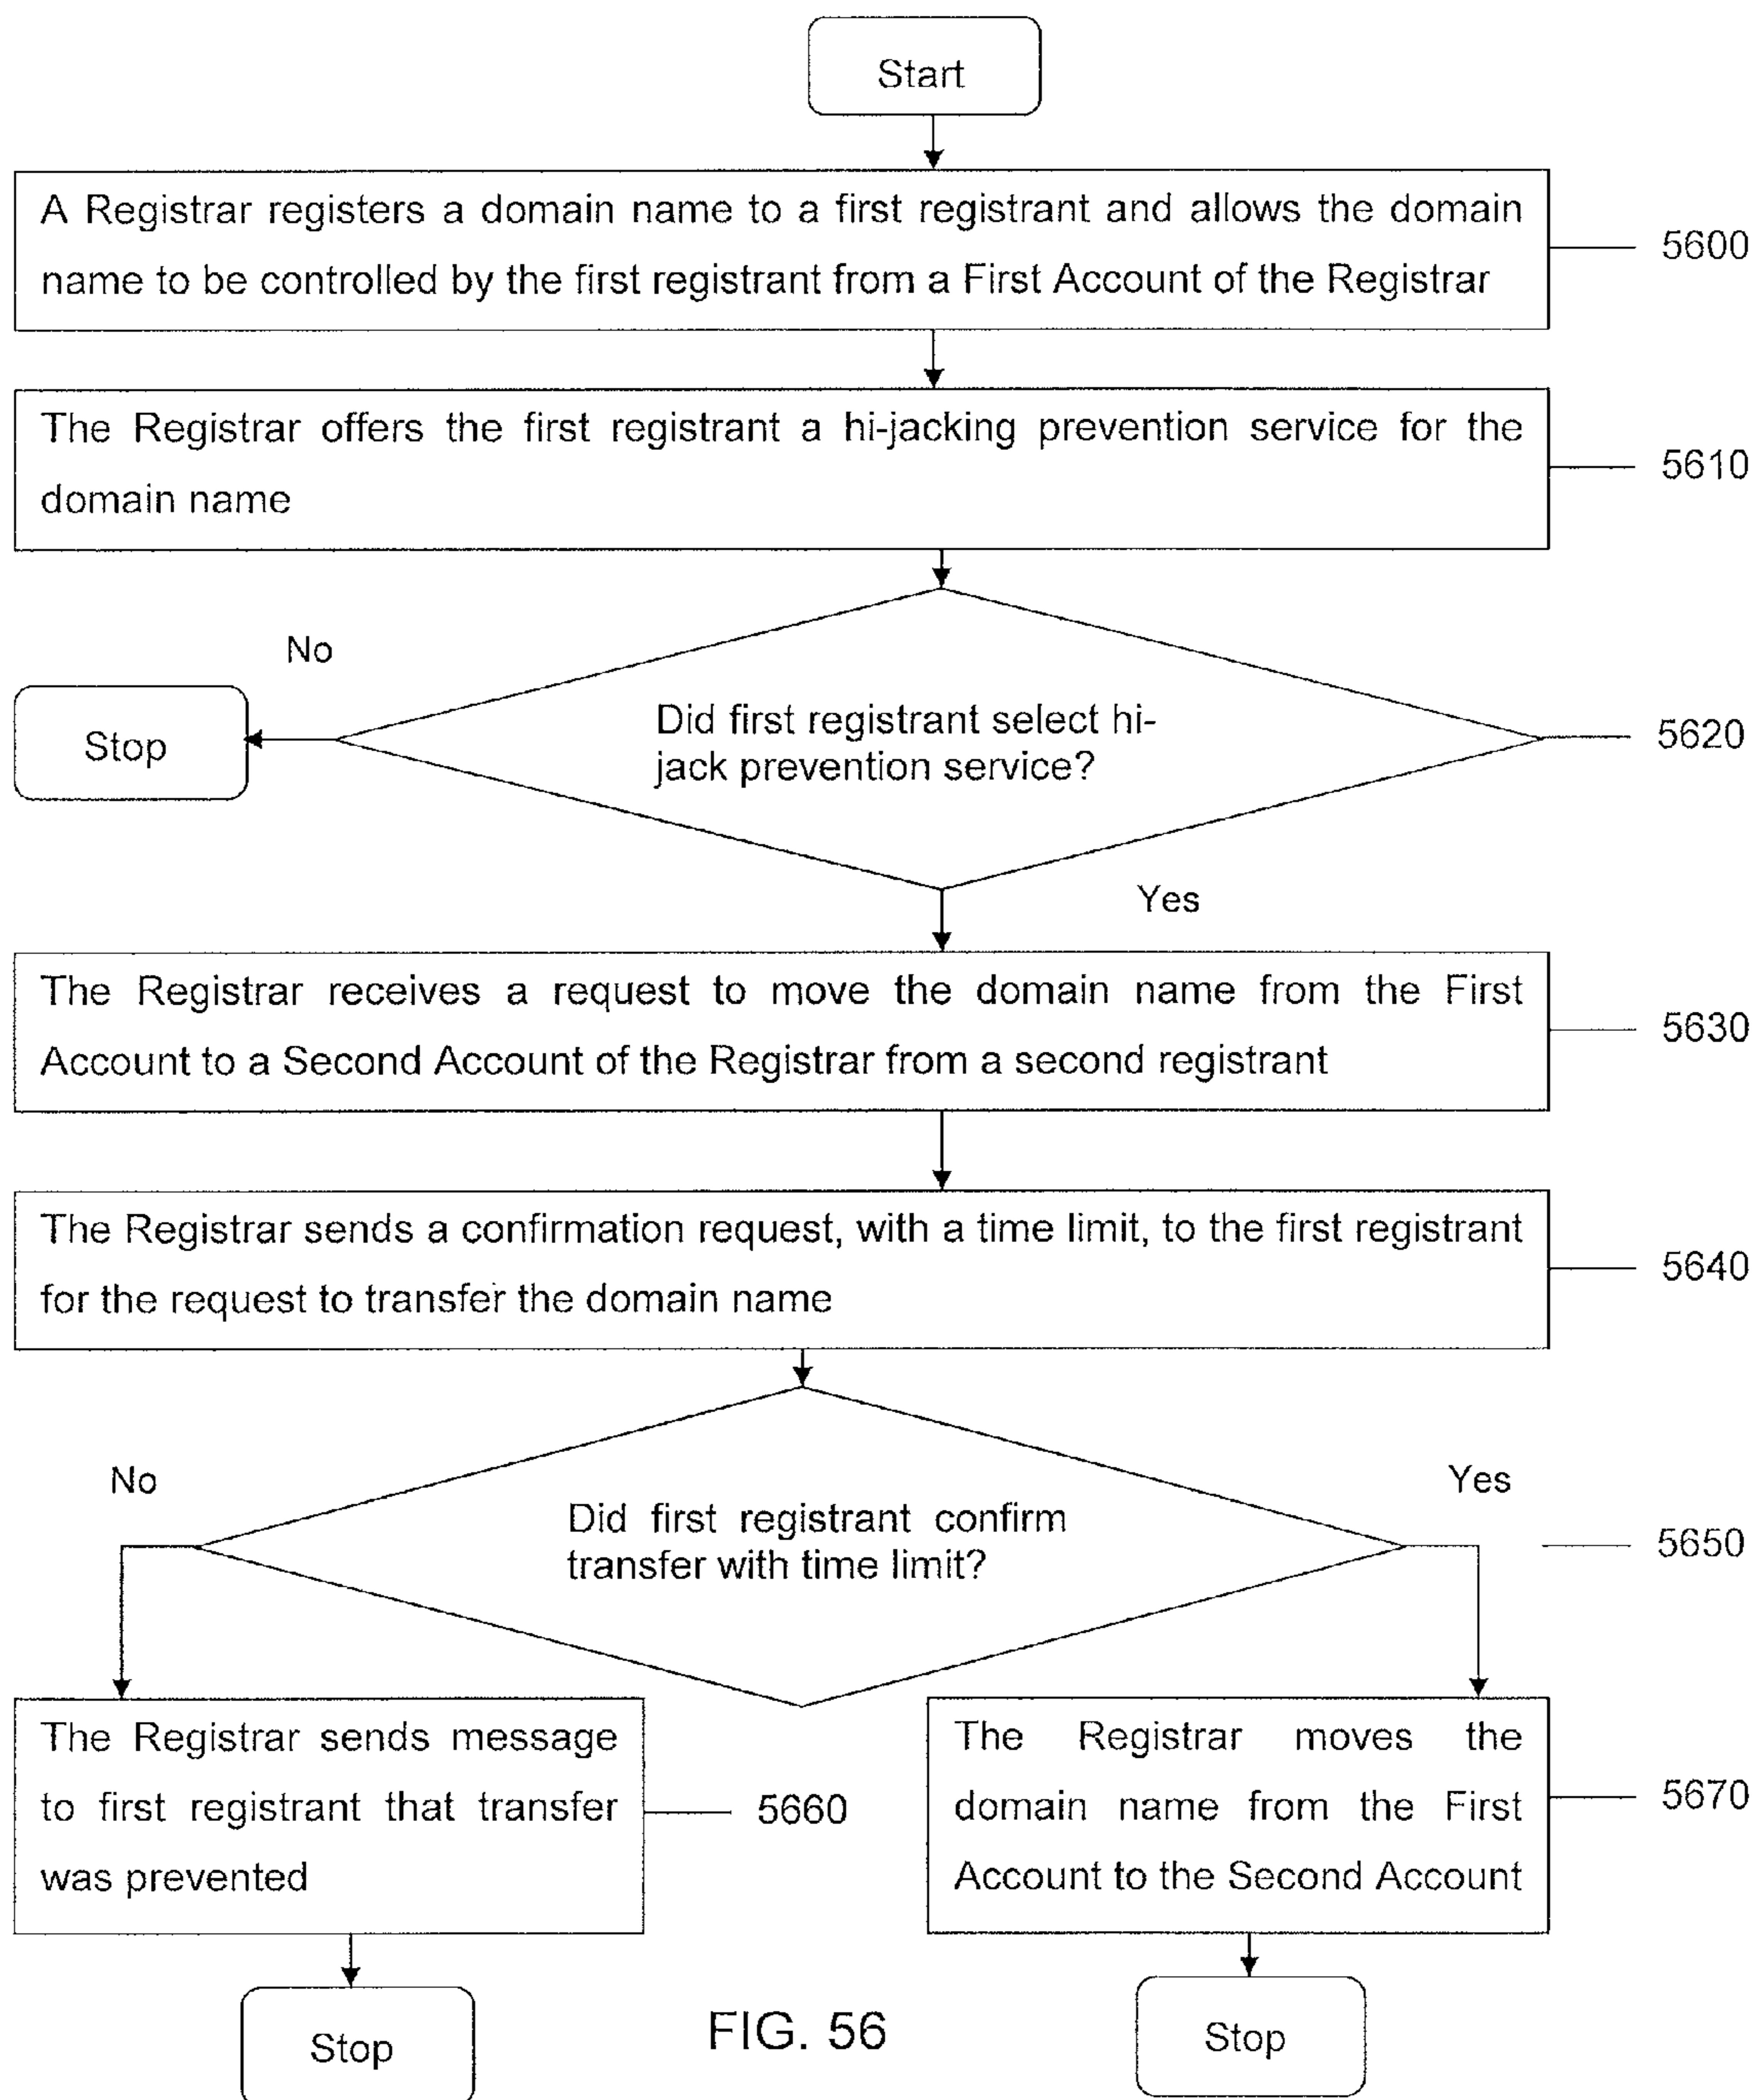 Start
A Registrar registers a domain name to a first registrant and allows the domain
name to be controlled by the first registrant from a First Account of the Registrar
5600
The Registrar offers the first registrant a hi-jacking prevention service for the
domain name
5610
No
Stop
Did first registrant select hi-
jack prevention service?
5620
Yes
The Registrar receives a request to move the domain name from the First
Account to a Second Account of the Registrar from a second registrant
5630
The Registrar sends a confirmation request, with a time limit, to the first registrant
for the request to transfer the domain name
5640
No
Yes
Did first registrant confirm
transfer with time limit?
5650
The Registrar sends message
to first registrant that transfer
was prevented
5660
The Registrar moves the
domain name from the First
Account to the Second Account
5670
Stop
FIG. 56
Stop